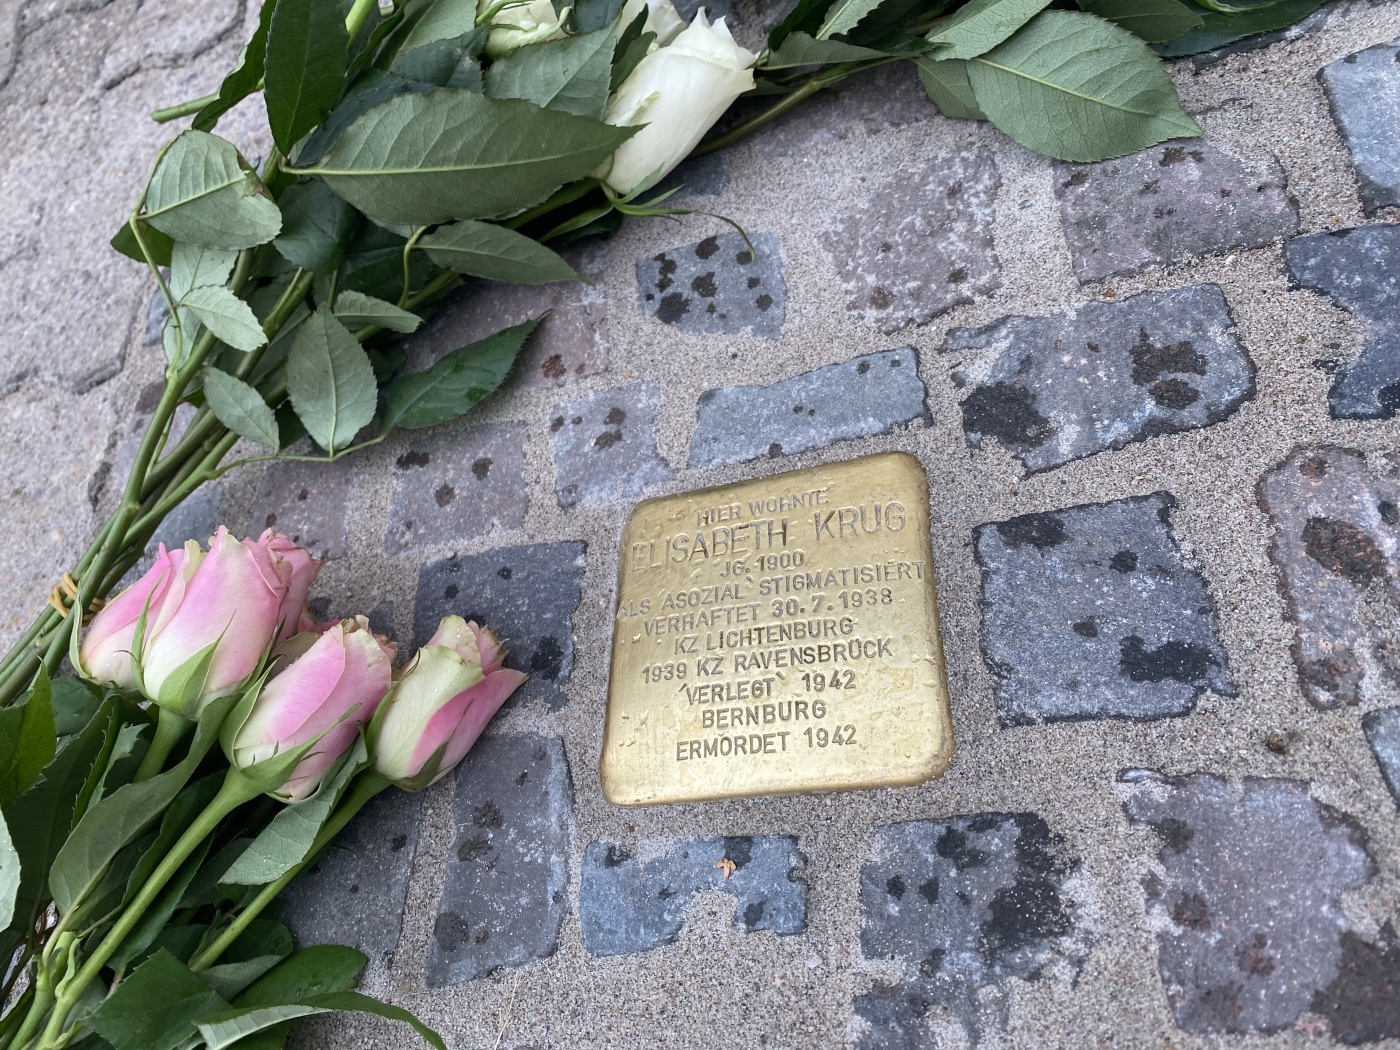 HIER WOHNTE
ELISABETH KRUG
JG. 1900
ALS ´ASOZIAL` STIGMATISIERT
VERHAFTET 30.7.1938
KZ LICHTENBURG
1939 KZ RAVENSBRÜCK
´VERLEGT` 1942
BERNBURG
ERMORDET 1942